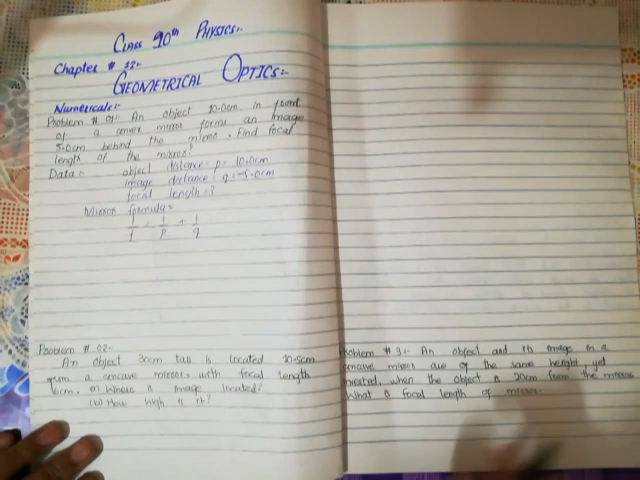 CLASS 10th PHYSICS:-
Chapter # 12:-
GEOMETRICAL OPTICS:-
Numericals:-
Problem # 01:- An object 10.0cm in front
of a convex mirror forms an image
5.0cm behind the mirror. Find focal
length of the mirror?
Data:- object distance = p = 10.0cm
image distance = q = -5.0cm
focal length = ?
Mirror formula =
1/f = 1/p + 1/q
Problem # 02:-
An object 30cm tall is located 10.5cm
from a concave mirror with focal length
16cm. a) Where is image located?
(b) How high is it?
Problem # 3:- An object and its image in a
concave mirror are of the same height, yet
inverted, when the object is 20cm from the mirror
What is focal length of mirror.